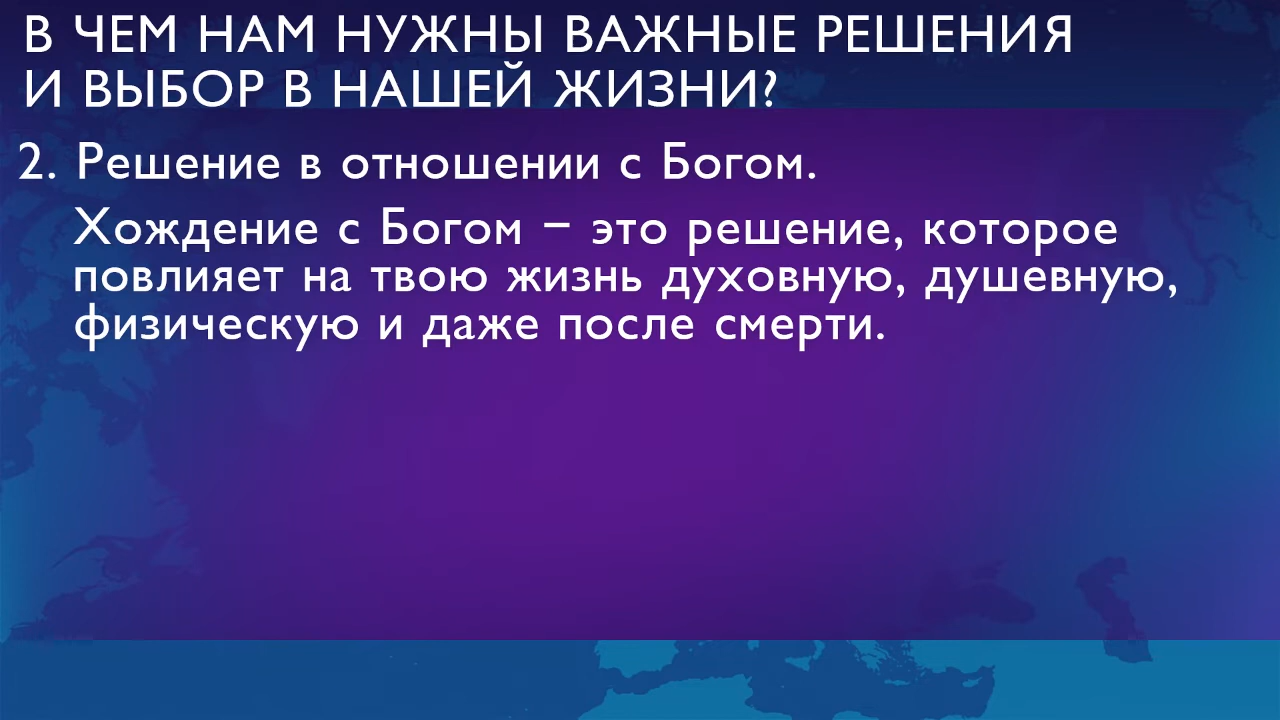 В ЧЕМ НАМ НУЖНЫ ВАЖНЫЕ РЕШЕНИЯ
И ВЫБОР В НАШЕЙ ЖИЗНИ?
2. Решение в отношении с Богом.
Хождение с Богом – это решение, которое
повлияет на твою жизнь духовную, душевную,
физическую и даже после смерти.